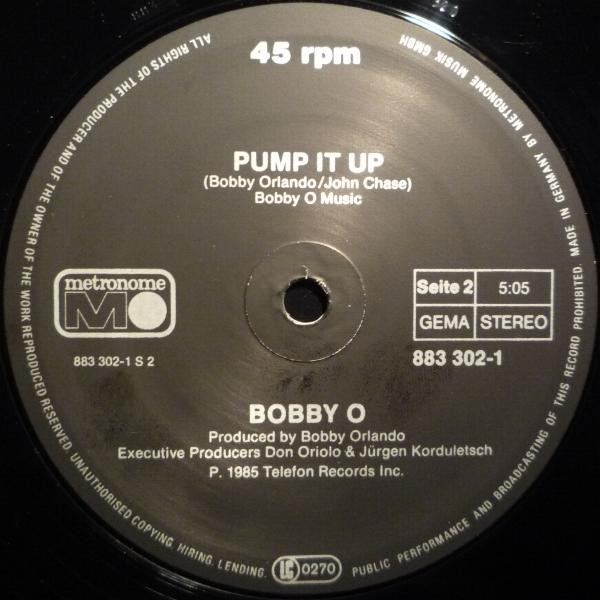 45 rpm
PUMP IT UP
(Bobby Orlando/John Chase)
Bobby O Music
metronome
M
883 302-1 S 2
Seite 2 5:05
GEMA STEREO
883 302-1
BOBBY O
Produced by Bobby Orlando
Executive Producers Don Oriolo & Jürgen Korduletsch
P. 1985 Telefon Records Inc.
ALL RIGHTS OF THE PRODUCER AND OF THE OWNER OF THE WORK REPRODUCED RESERVED. UNAUTHORISED COPYING. HIRING. LENDING. LC 0270 PUBLIC PERFORMANCE AND BROADCASTING OF THIS RECORD PROHIBITED. MADE IN GERMANY BY METRONOME MUSIK GMBH